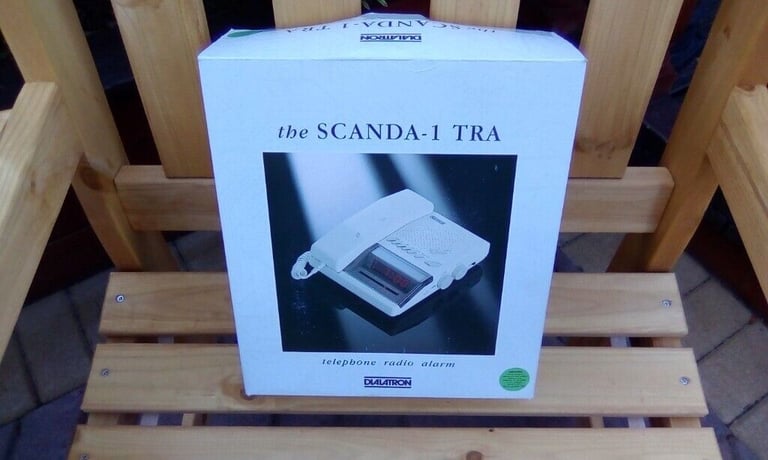 the SCANDA-1 TRA
DIALATRON
the SCANDA-1 TRA
telephone radio alarm
DIALATRON